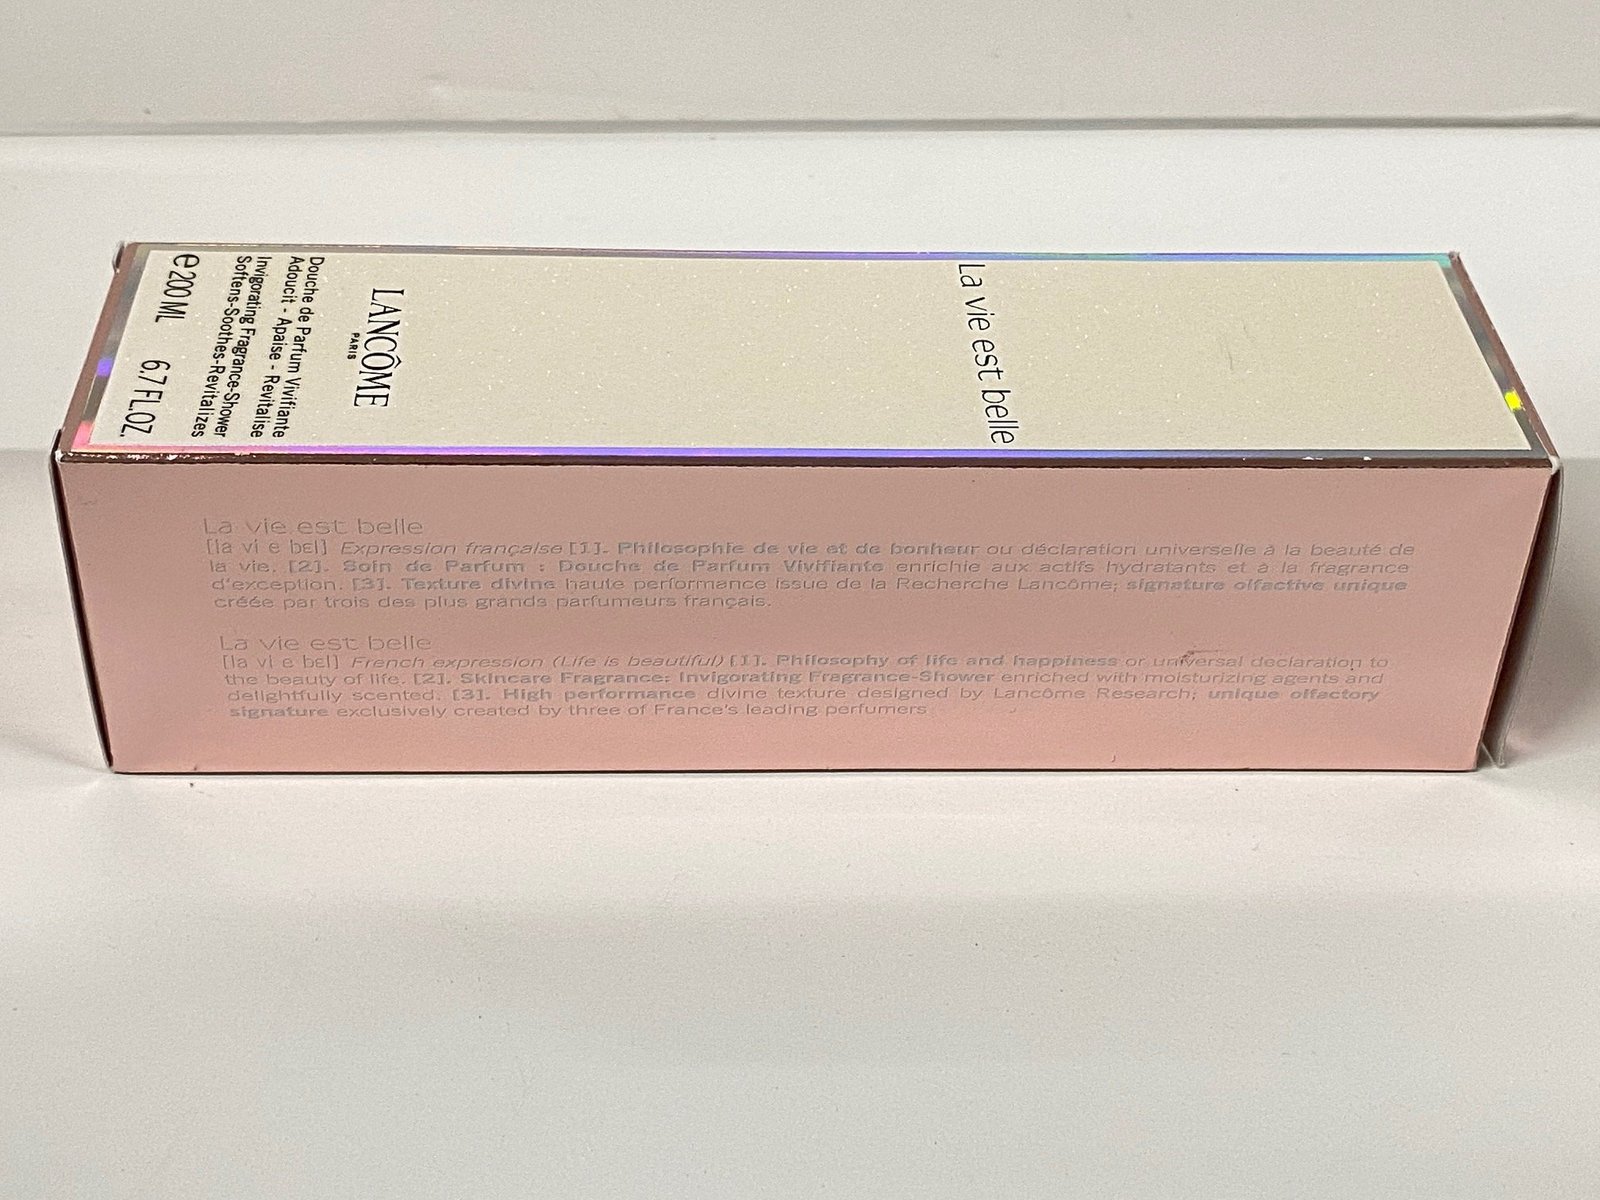 La vie est belle
LANCÔME
PARIS
Douche de Parfum Vivifiante
Adoucit - Apaise - Revitalise
Invigorating Fragrance-Shower
Softens-Soothes-Revitalizes
e 200 ML 6.7 FL.OZ.
La vie est belle
[la vi e bɛl] Expression française [1]. Philosophie de vie et de bonheur ou déclaration universelle à la beauté de
la vie. [2]. Soin de Parfum : Douche de Parfum Vivifiante enrichie aux actifs hydratants et à la fragrance
d'exception. [3]. Texture divine haute performance issue de la Recherche Lancôme; signature olfactive unique
créée par trois des plus grands parfumeurs français.
La vie est belle
[la vi e bɛl] French expression (Life is beautiful) [1]. Philosophy of life and happiness or universal declaration to
the beauty of life. [2]. Skincare Fragrance: Invigorating Fragrance-Shower enriched with moisturizing agents and
delightfully scented. [3]. High performance divine texture designed by Lancôme Research; unique olfactory
signature exclusively created by three of France's leading perfumers